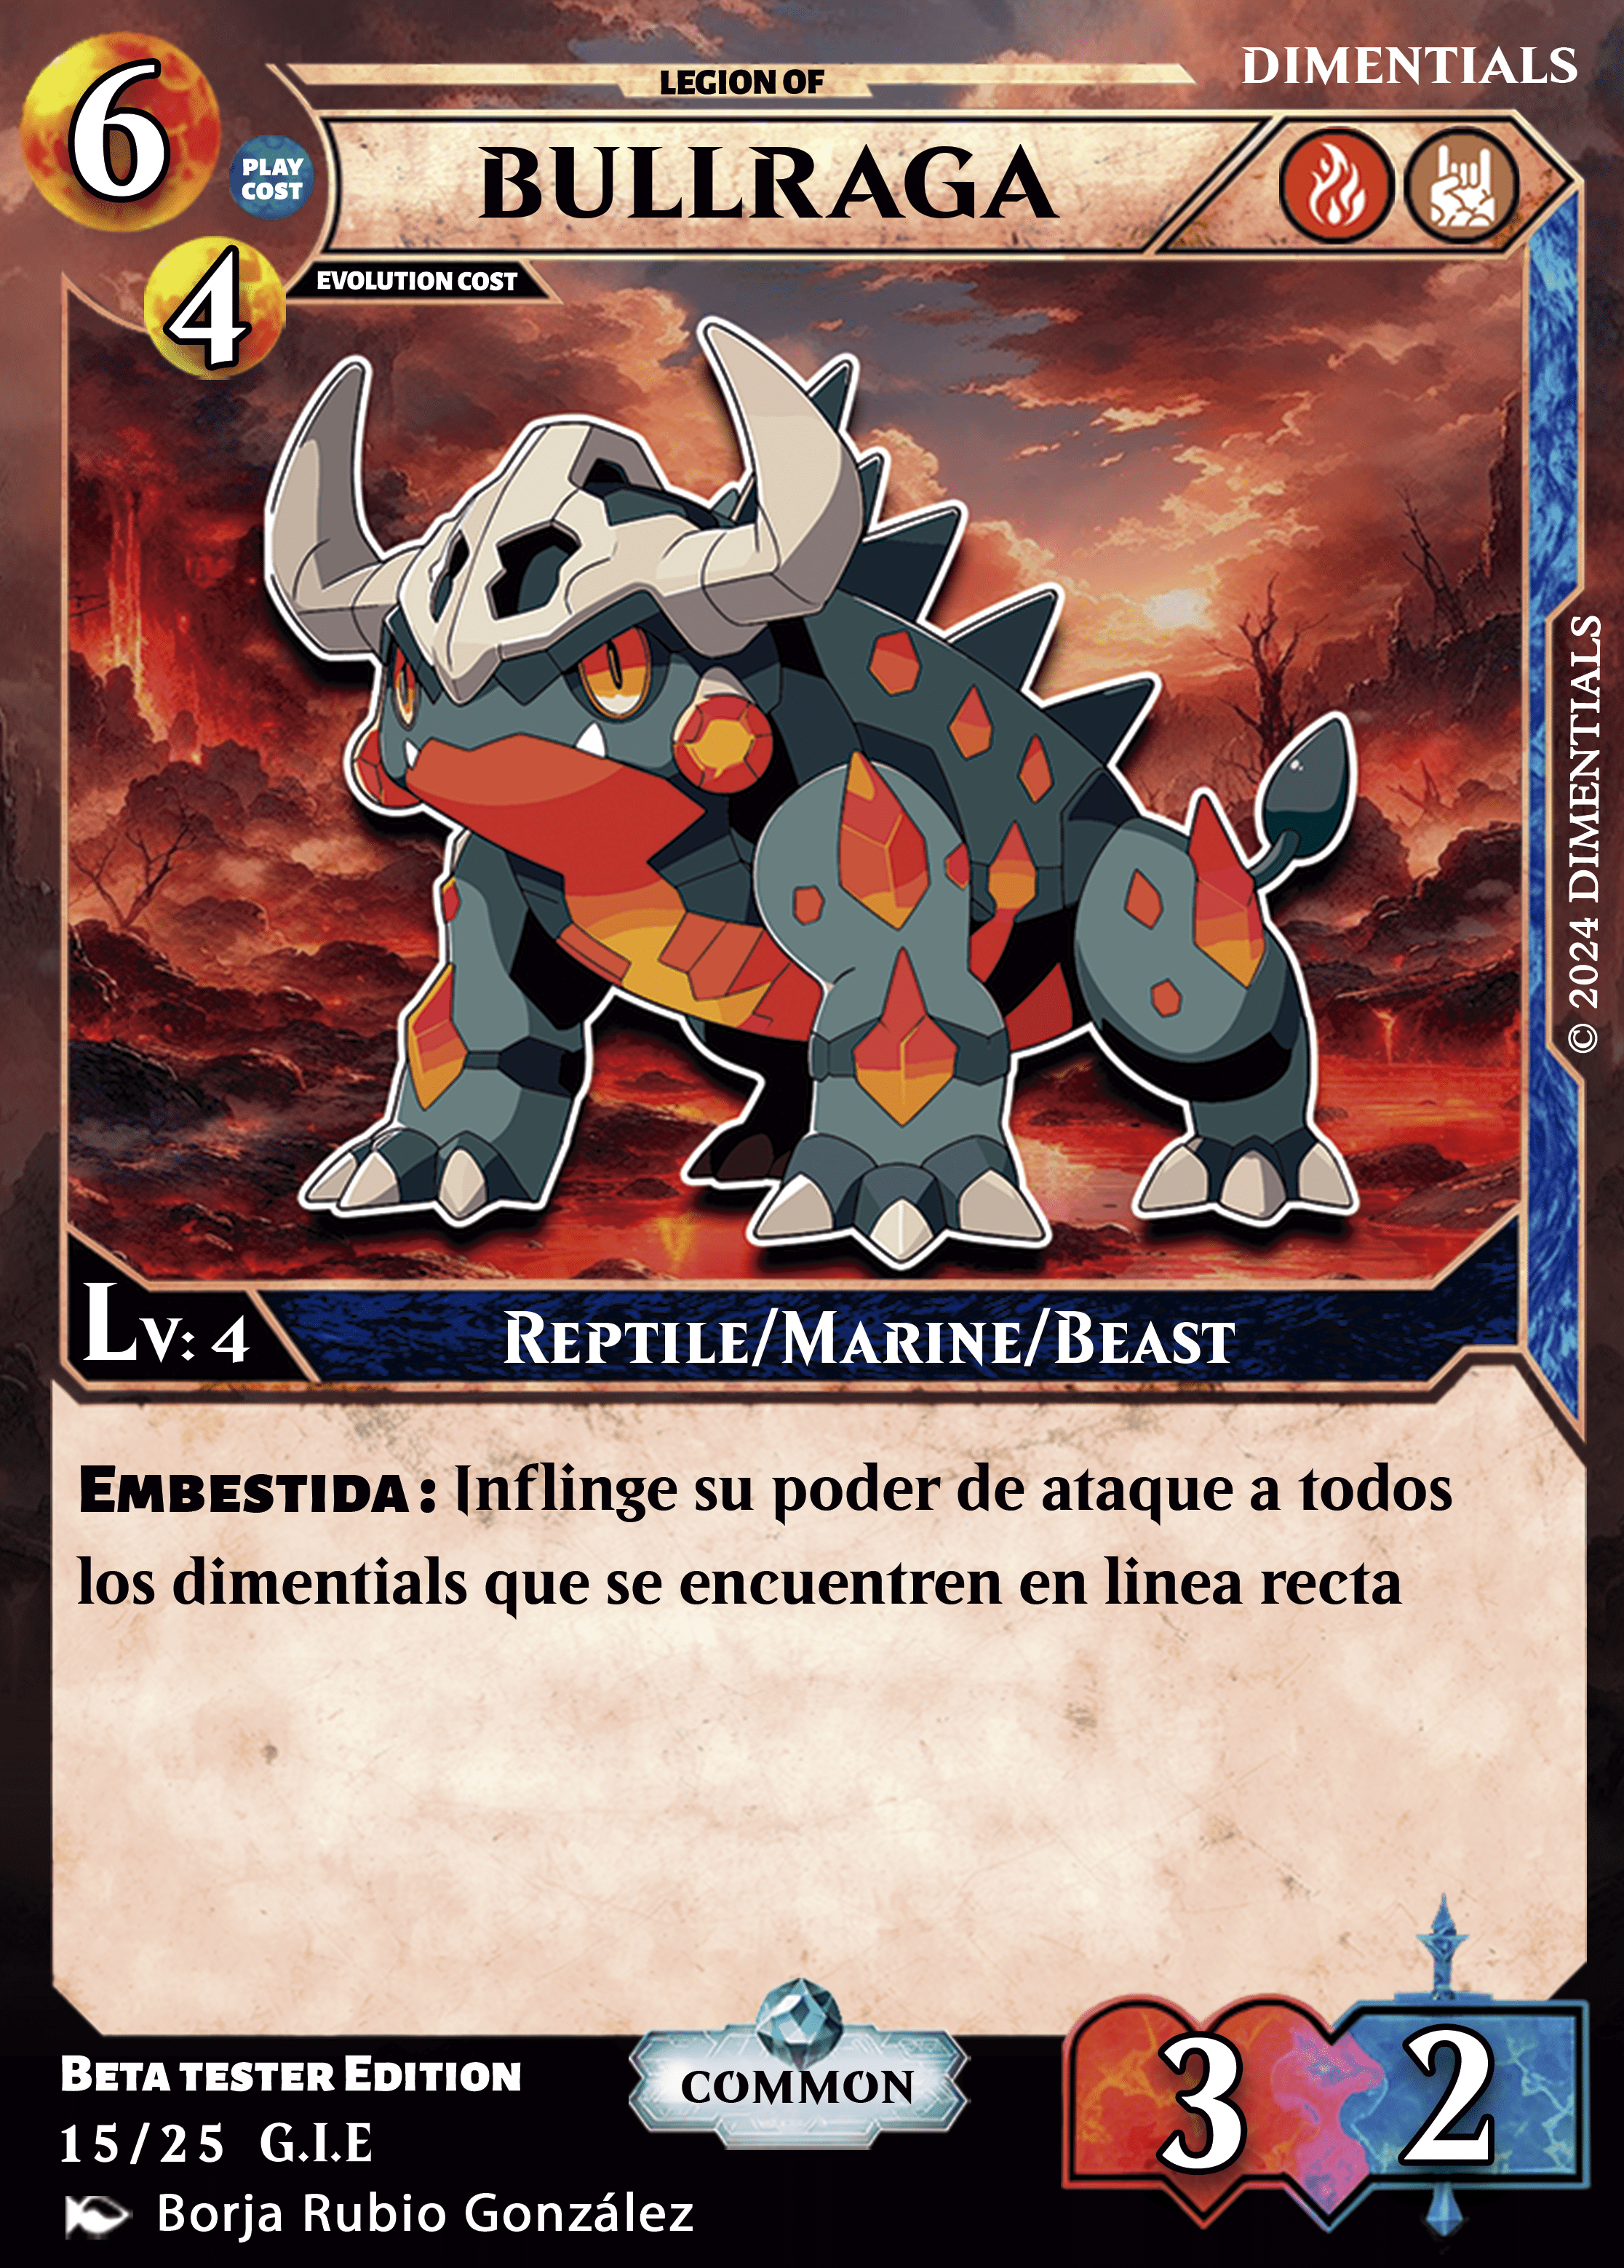 6
DIMENTIALS
LEGION OF
PLAY
COST
BULLRAGA
4
EVOLUTION COST
© 2024 DIMENTIALS
Lv: 4
Reptile/Marine/Beast
Embestida: Inflinge su poder de ataque a todos
los dimentials que se encuentren en linea recta
Beta tester Edition
COMMON
3
2
15/25 G.I.E
Borja Rubio González